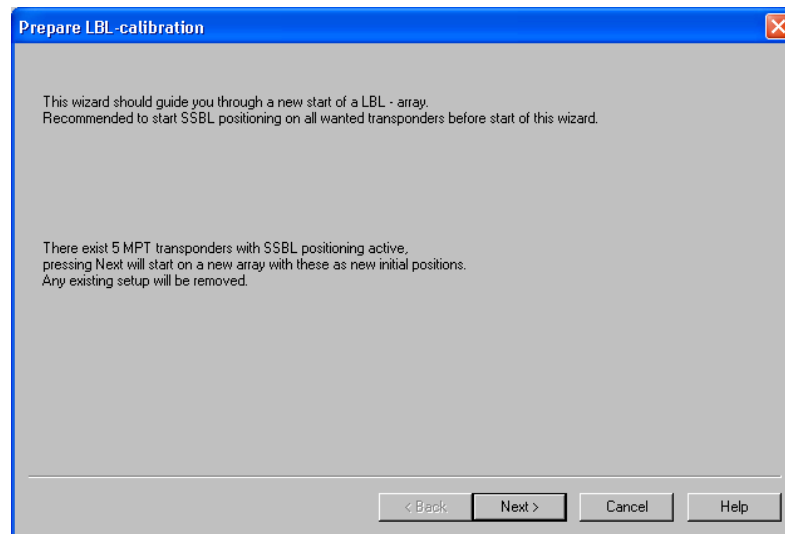 Prepare LBL-calibration
This wizard should guide you through a new start of a LBL - array.
Recommended to start SSBL positioning on all wanted transponders before start of this wizard.
There exist 5 MPT transponders with SSBL positioning active,
pressing Next will start on a new array with these as new initial positions.
Any existing setup will be removed.
< Back Next > Cancel Help